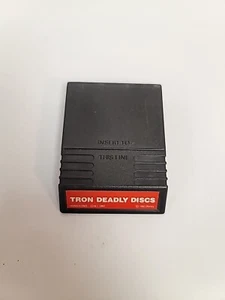 INSERT TO
THIS LINE
TRON DEADLY DISCS